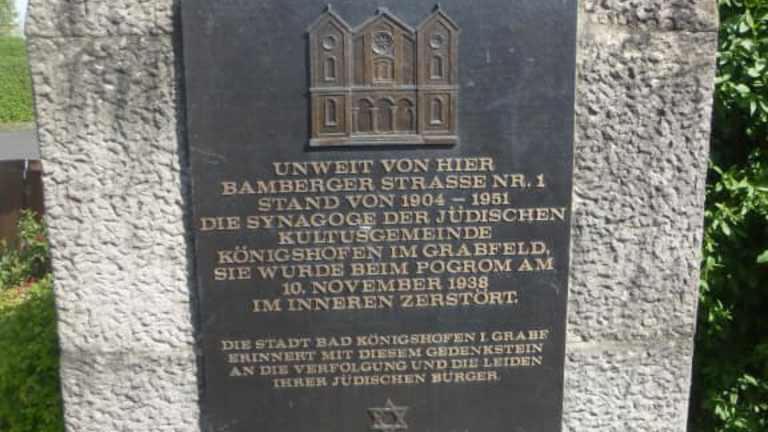 UNWEIT VON HIER
BAMBERGER STRASSE NR. 1
STAND VON 1904 – 1951
DIE SYNAGOGE DER JÜDISCHEN
KULTUSGEMEINDE
KÖNIGSHOFEN IM GRABFELD,
SIE WURDE BEIM POGROM AM
10. NOVEMBER 1938
IM INNEREN ZERSTÖRT.
DIE STADT BAD KÖNIGSHOFEN I. GRABF
ERINNERT MIT DIESEM GEDENKSTEIN
AN DIE VERFOLGUNG UND DIE LEIDEN
IHRER JÜDISCHEN BÜRGER.